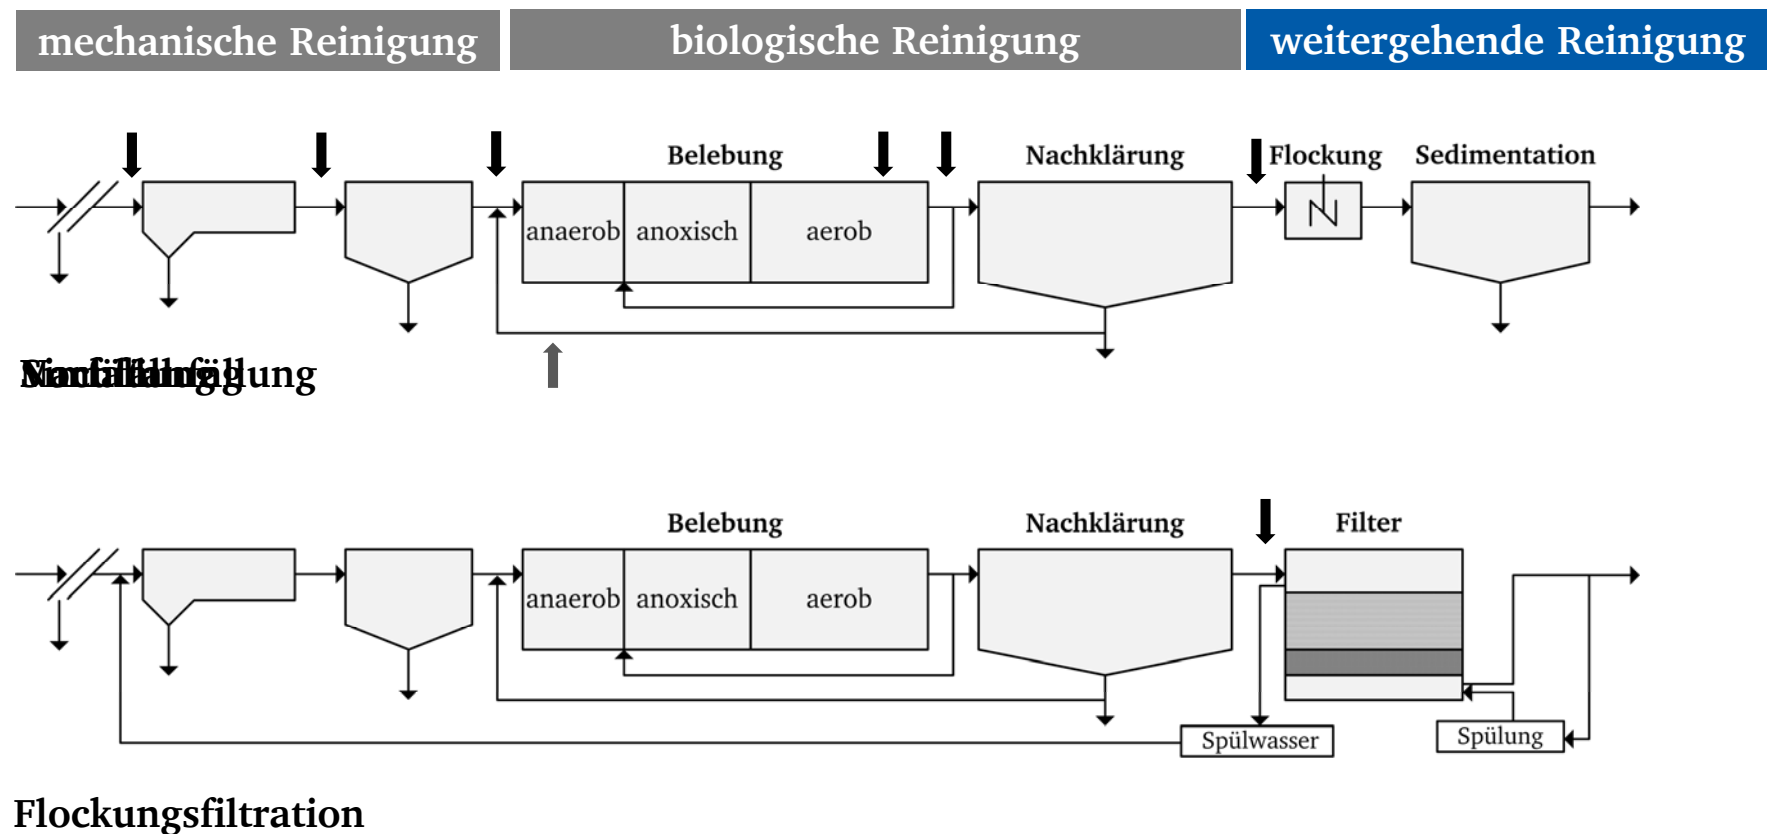 mechanische Reinigung
biologische Reinigung
weitergehende Reinigung
Belebung
Nachklärung
Flockung
Sedimentation
anaerob
anoxisch
aerob
Belebung
Nachklärung
Filter
anaerob
anoxisch
aerob
Spülwasser
Spülung
Flockungsfiltration